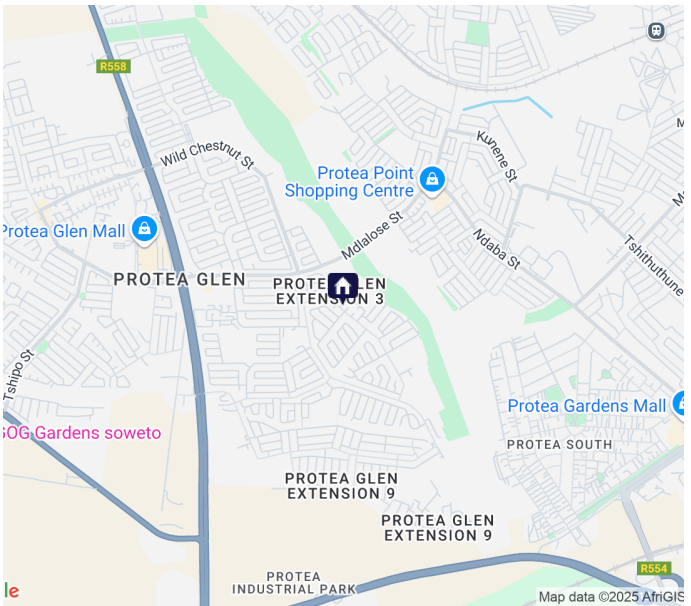 R558
Wild Chestnut St
Kunene St
Protea Point
Shopping Centre
Protea Glen Mall
Mdlalose St
Ndaba St
Tshithuthune
PROTEA GLEN
EXTENSION 3
PROTEA GLEN
Tshipo St
Protea Gardens Mall
GOG Gardens soweto
PROTEA SOUTH
PROTEA GLEN
EXTENSION 9
PROTEA GLEN
EXTENSION 9
R554
PROTEA
INDUSTRIAL PARK
le
Map data ©2025 AfriGIS